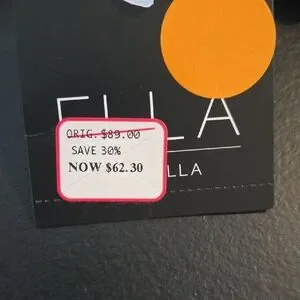 ELLA
ORIG. $89.00
SAVE 30%
NOW $62.30
LLA